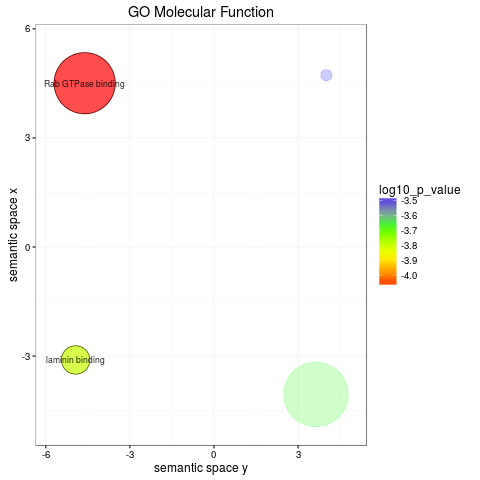 GO Molecular Function
6
3
0
-3
semantic space x
Rab GTPase binding
laminin binding
-6
-3
0
3
semantic space y
log10_p_value
-3.5
-3.6
-3.7
-3.8
-3.9
-4.0